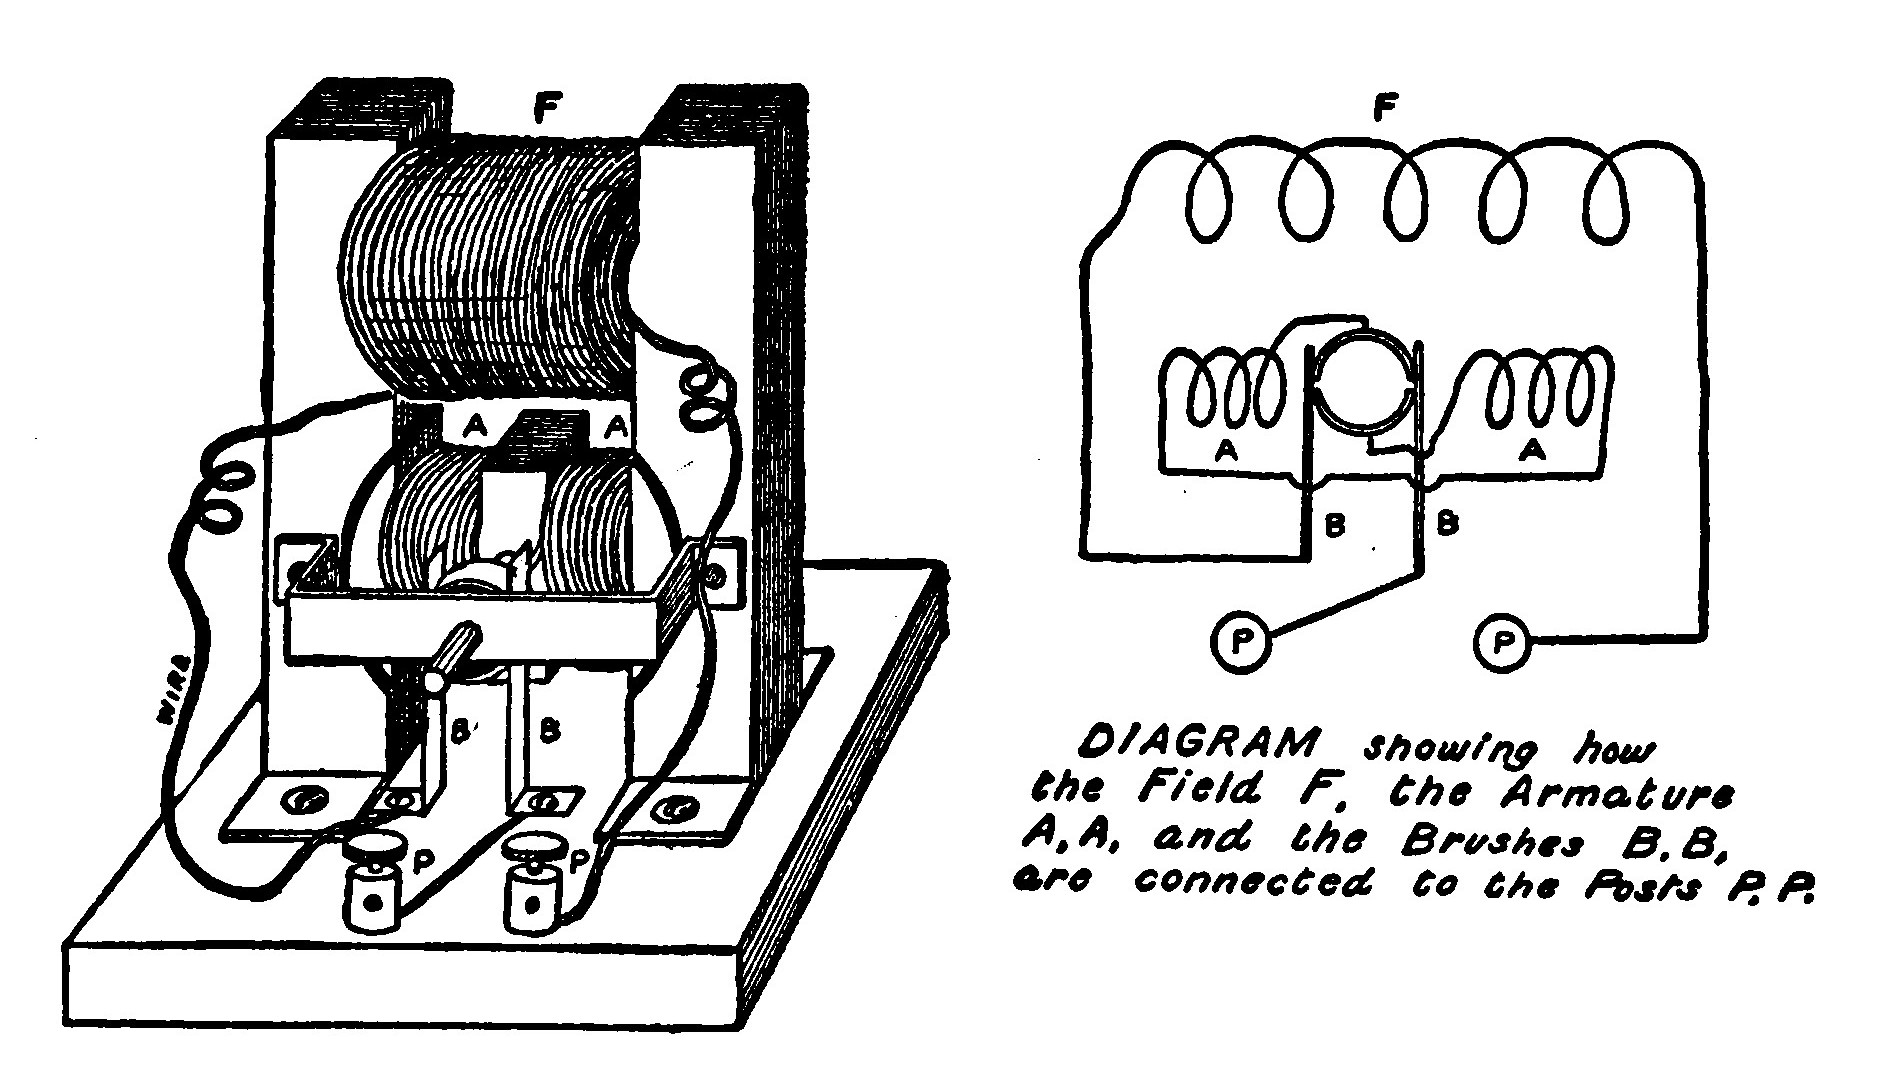 F
A A
WIRE
B B
P P
F
A A
B B
P P
DIAGRAM showing how
the Field F, the Armature
A,A, and the Brushes B.B,
are connected to the Posts P.P.